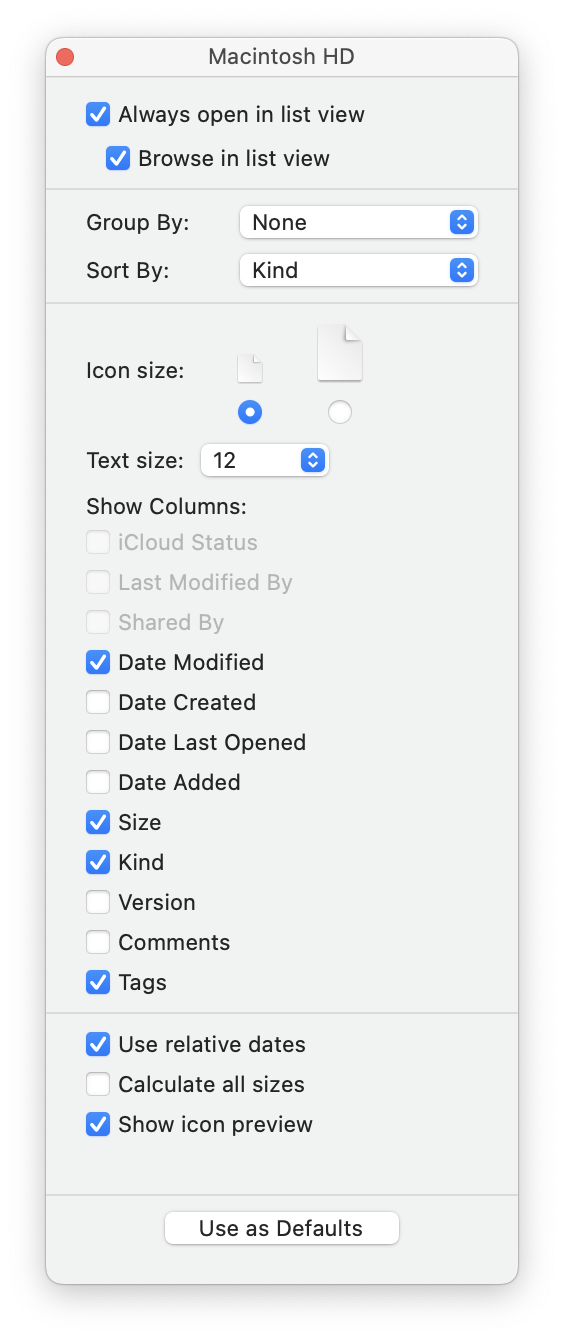 Macintosh HD
Always open in list view
Browse in list view
Group By: None
Sort By: Kind
Icon size:
Text size: 12
Show Columns:
iCloud Status
Last Modified By
Shared By
Date Modified
Date Created
Date Last Opened
Date Added
Size
Kind
Version
Comments
Tags
Use relative dates
Calculate all sizes
Show icon preview
Use as Defaults